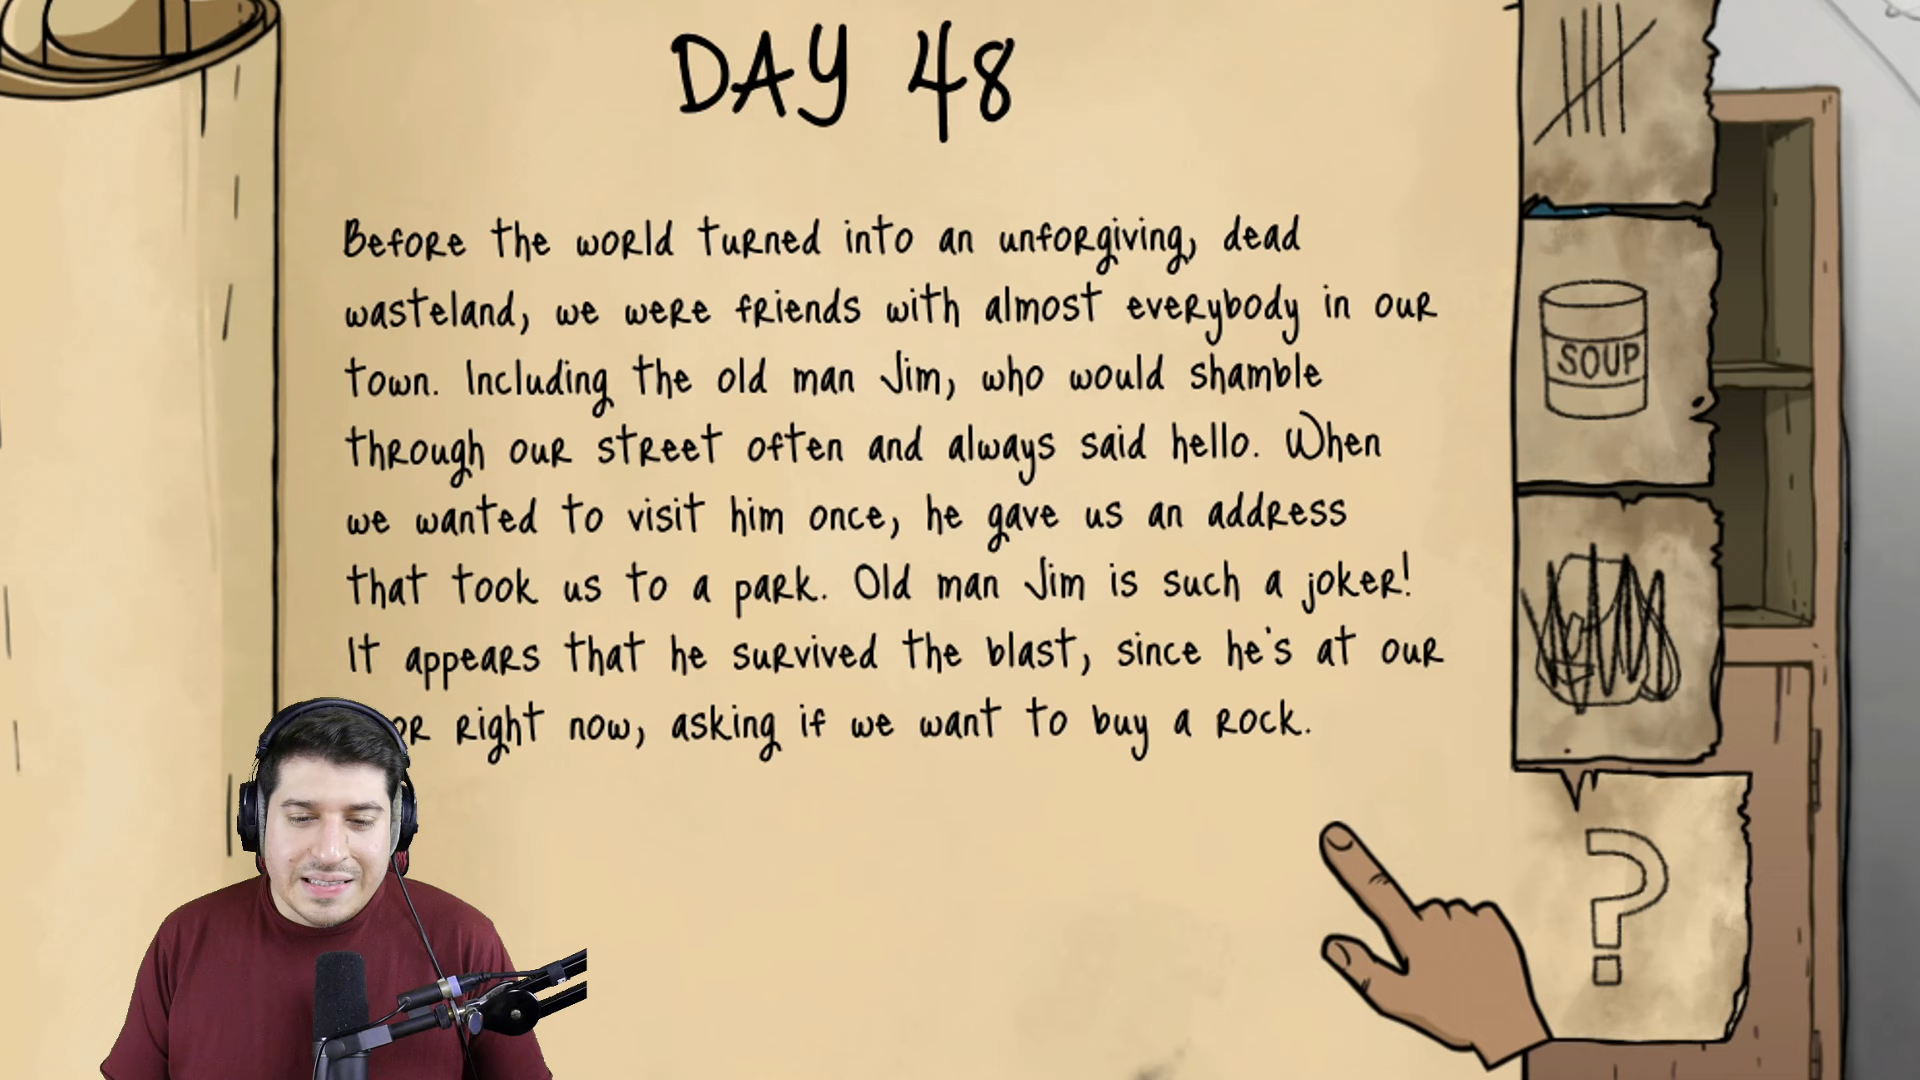 DAY 48
Before the world turned into an unforgiving, dead
wasteland, we were friends with almost everybody in our
town. Including the old man Jim, who would shamble
through our street often and always said hello. When
we wanted to visit him once, he gave us an address
that took us to a park. Old man Jim is such a joker!
It appears that he survived the blast, since he's at our
right now, asking if we want to buy a rock.
SOUP
?